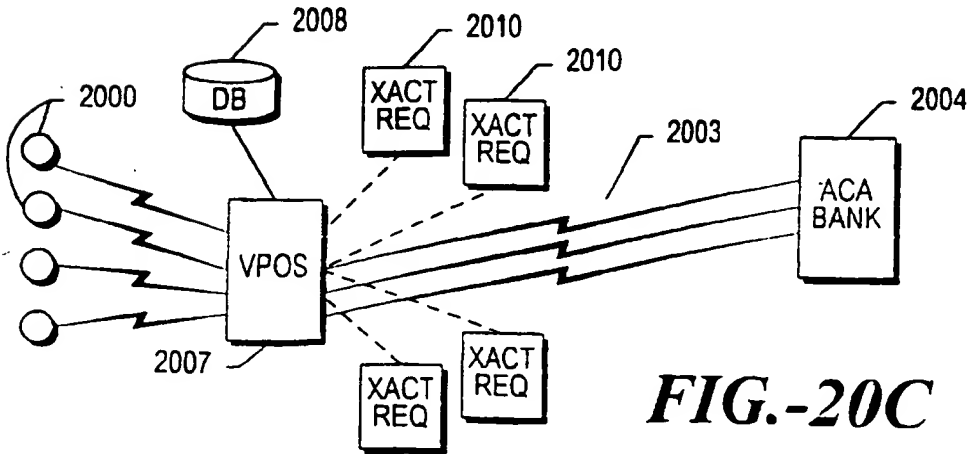 2008
2010
2010
2000
DB
XACT
REQ
XACT
REQ
2003
2004
VPOS
ACA
BANK
2007
XACT
REQ
XACT
REQ
FIG.-20C